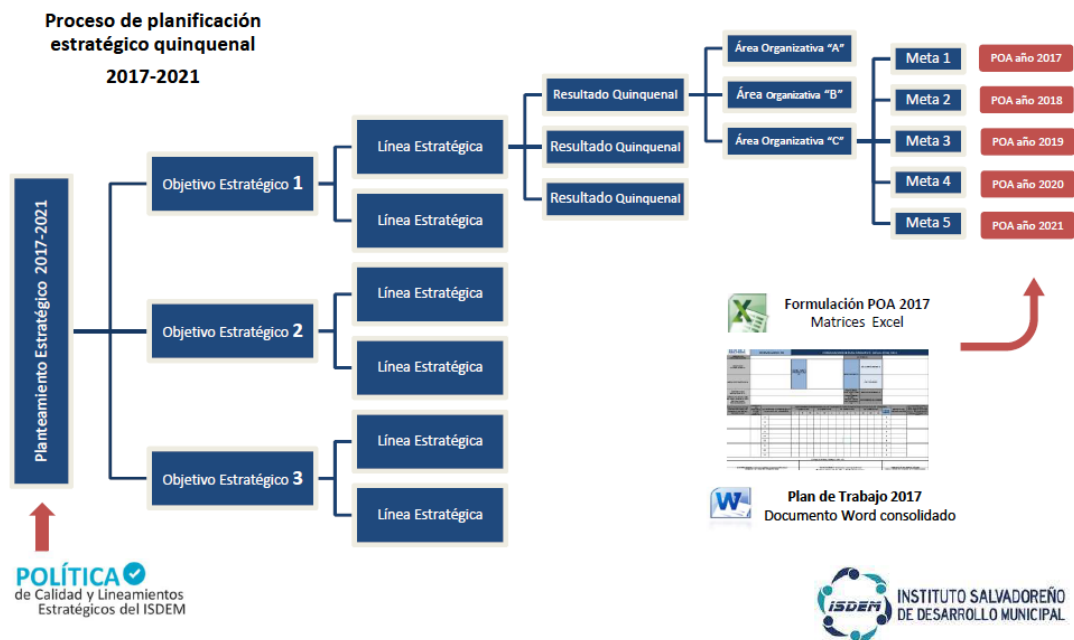 Proceso de planificación
estratégico quinquenal
2017-2021
Planteamiento Estratégico 2017-2021
Objetivo Estratégico 1
Línea Estratégica
Línea Estratégica
Objetivo Estratégico 2
Línea Estratégica
Línea Estratégica
Objetivo Estratégico 3
Línea Estratégica
Línea Estratégica
Resultado Quinquenal
Resultado Quinquenal
Resultado Quinquenal
Área Organizativa "A"
Área Organizativa "B"
Área Organizativa "C"
Meta 1
POA año 2017
Meta 2
POA año 2018
Meta 3
POA año 2019
Meta 4
POA año 2020
Meta 5
POA año 2021
Formulación POA 2017
Matrices Excel
Plan de Trabajo 2017
Documento Word consolidado
POLÍTICA
de Calidad y Lineamientos
Estratégicos del ISDEM
ISDEM
INSTITUTO SALVADOREÑO
DE DESARROLLO MUNICIPAL